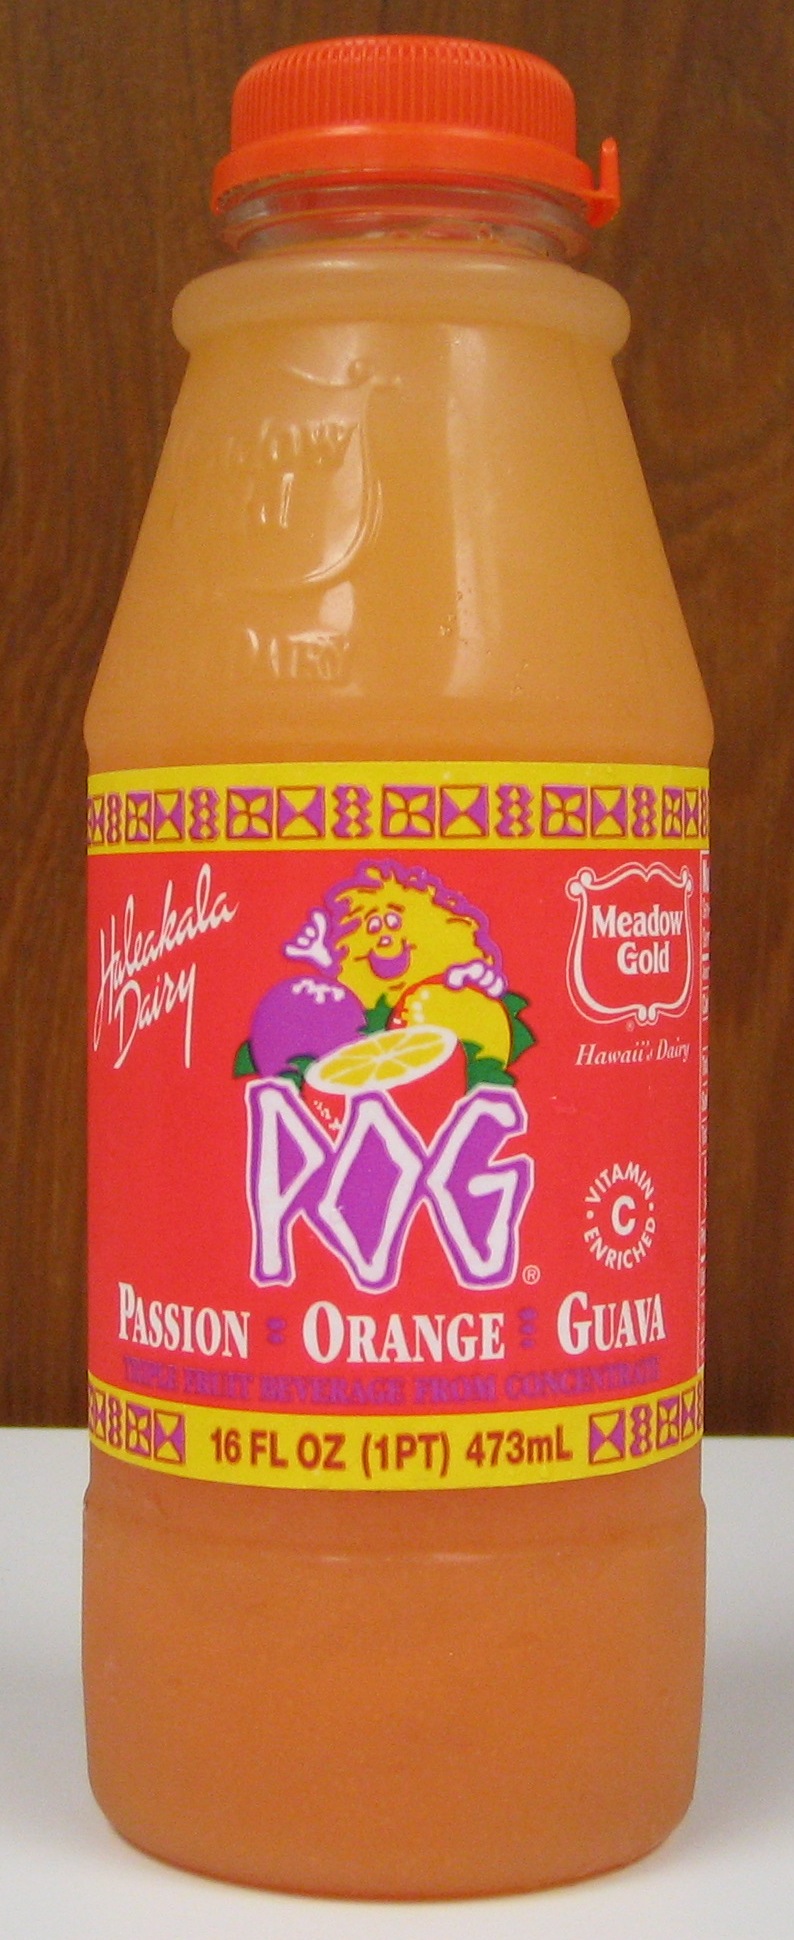 Haleakala
Dairy
Meadow
Gold
®
Hawaii's Dairy
POG®
VITAMIN
C
ENRICHED
PASSION ORANGE GUAVA
TRIPLE FRUIT BEVERAGE FROM CONCENTRATE
16 FL OZ (1PT) 473mL